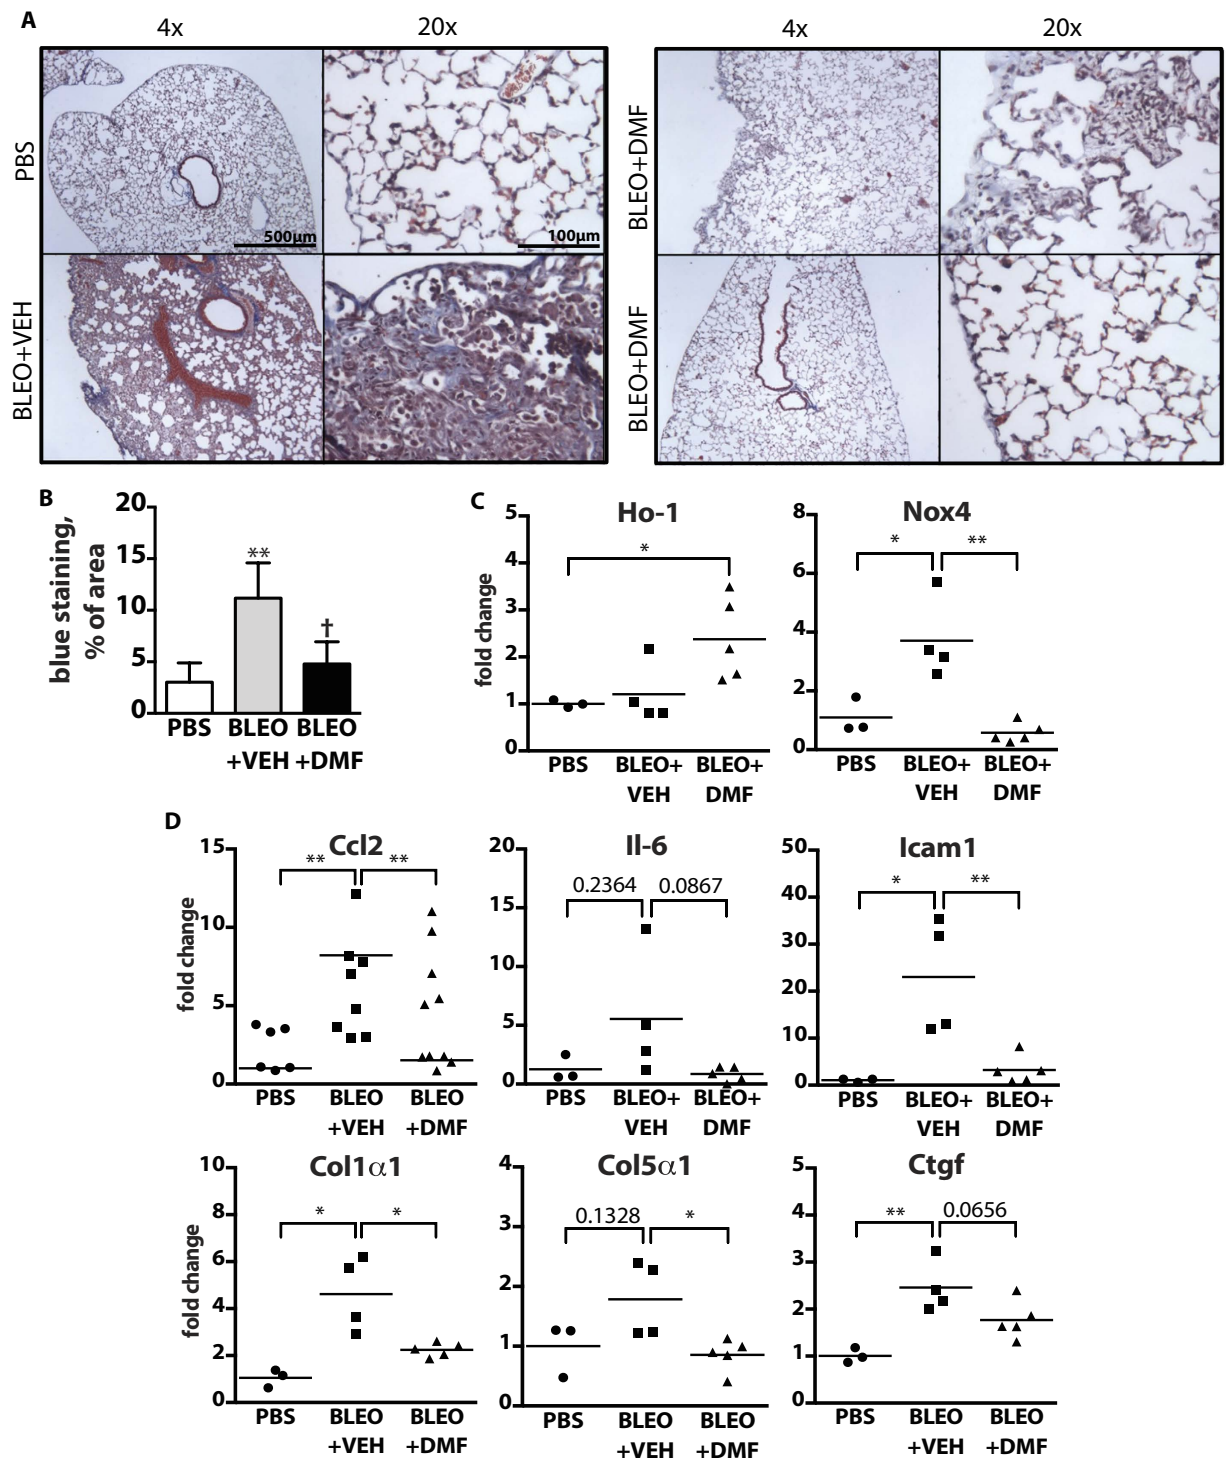 A
4x 20x 4x 20x
PBS
500µm 100µm
BLEO+VEH
BLEO+DMF
BLEO+DMF
B
blue staining,
% of area
20
15
10
5
0
**
†
PBS BLEO BLEO
+VEH +DMF
C
Ho-1
fold change
5
4
3
2
1
0
*
PBS BLEO+ BLEO+
VEH DMF
Nox4
8
6
4
2
0
* **
PBS BLEO+ BLEO+
VEH DMF
D
Ccl2
fold change
15
10
5
0
** **
PBS BLEO BLEO
+VEH +DMF
Il-6
20
15
10
5
0
0.2364 0.0867
PBS BLEO+ BLEO+
VEH DMF
Icam1
50
40
30
20
10
0
* **
PBS BLEO+ BLEO+
VEH DMF
Col1α1
fold change
10
8
6
4
2
0
* *
PBS BLEO BLEO
+VEH +DMF
Col5α1
4
3
2
1
0
0.1328 *
PBS BLEO BLEO
+VEH +DMF
Ctgf
5
4
3
2
1
0
** 0.0656
PBS BLEO BLEO
+VEH +DMF